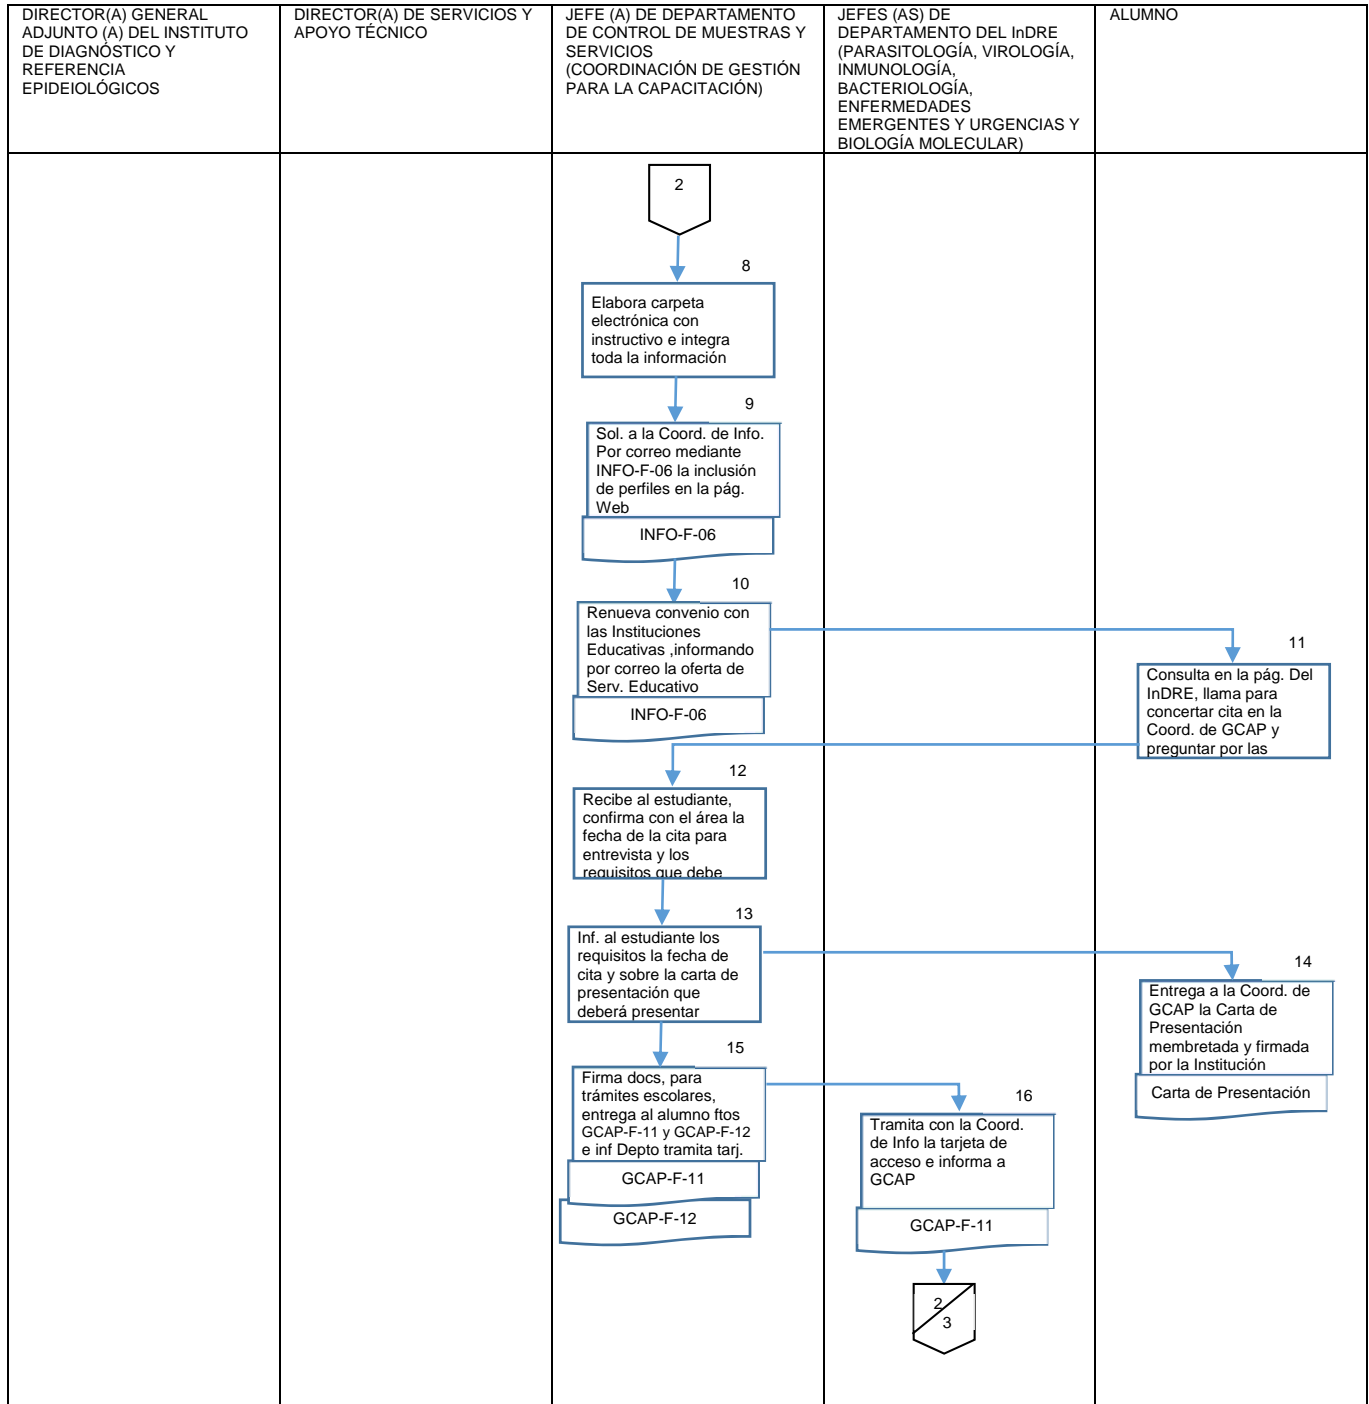 DIRECTOR(A) GENERAL
ADJUNTO (A) DEL INSTITUTO
DE DIAGNÓSTICO Y
REFERENCIA
EPIDEIOLÓGICOS
DIRECTOR(A) DE SERVICIOS Y
APOYO TÉCNICO
JEFE (A) DE DEPARTAMENTO
DE CONTROL DE MUESTRAS Y
SERVICIOS
(COORDINACIÓN DE GESTIÓN
PARA LA CAPACITACIÓN)
JEFES (AS) DE
DEPARTAMENTO DEL InDRE
(PARASITOLOGÍA, VIROLOGÍA,
INMUNOLOGÍA,
BACTERIOLOGÍA,
ENFERMEDADES
EMERGENTES Y URGENCIAS Y
BIOLOGÍA MOLECULAR)
ALUMNO
2
8
Elabora carpeta
electrónica con
instructivo e integra
toda la información
9
Sol. a la Coord. de Info.
Por correo mediante
INFO-F-06 la inclusión
de perfiles en la pág.
Web
INFO-F-06
10
Renueva convenio con
las Instituciones
Educativas ,informando
por correo la oferta de
Serv. Educativo
INFO-F-06
11
Consulta en la pág. Del
InDRE, llama para
concertar cita en la
Coord. de GCAP y
preguntar por las
12
Recibe al estudiante,
confirma con el área la
fecha de la cita para
entrevista y los
requisitos que debe
13
Inf. al estudiante los
requisitos la fecha de
cita y sobre la carta de
presentación que
deberá presentar
14
Entrega a la Coord. de
GCAP la Carta de
Presentación
membretada y firmada
por la Institución
Carta de Presentación
15
Firma docs, para
trámites escolares,
entrega al alumno ftos
GCAP-F-11 y GCAP-F-12
e inf Depto tramita tarj.
GCAP-F-11
GCAP-F-12
16
Tramita con la Coord.
de Info la tarjeta de
acceso e informa a
GCAP
GCAP-F-11
2
3